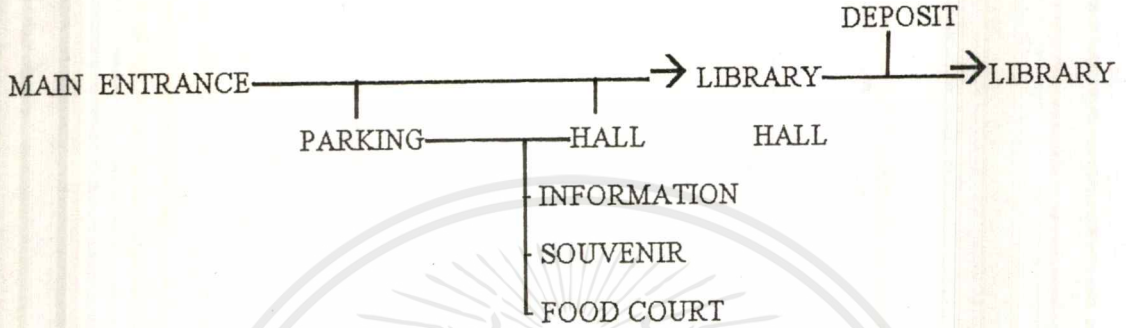 DEPOSIT
MAIN ENTRANCE LIBRARY LIBRARY
PARKING HALL HALL
INFORMATION
SOUVENIR
FOOD COURT